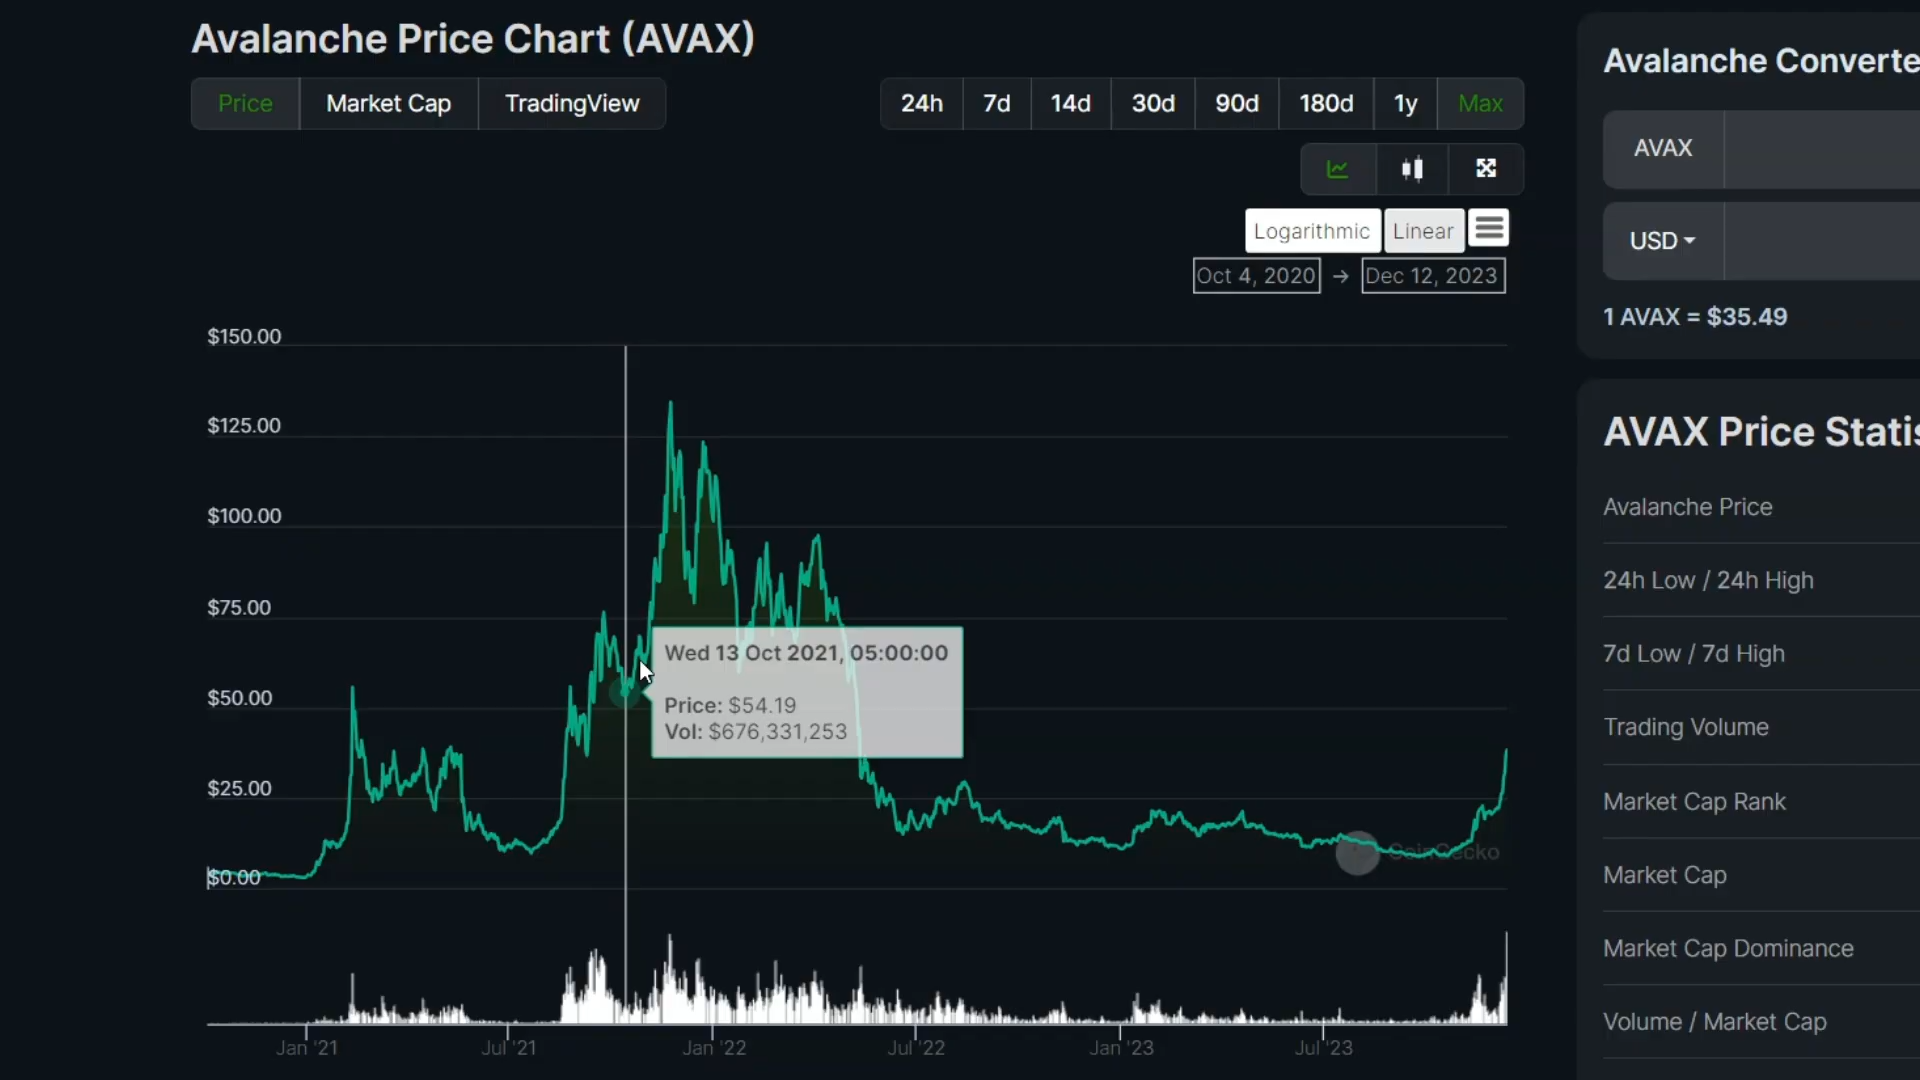 Avalanche Price Chart (AVAX)
Price Market Cap TradingView
24h 7d 14d 30d 90d 180d 1y Max
Logarithmic Linear
Oct 4, 2020 → Dec 12, 2023
$150.00
$125.00
$100.00
$75.00
$50.00
$25.00
$0.00
Wed 13 Oct 2021, 05:00:00
Price: $54.19
Vol: $676,331,253
CoinGecko
Jan '21 Jul '21 Jan '22 Jul '22 Jan '23 Jul '23
Avalanche Converte
AVAX
USD
1 AVAX = $35.49
AVAX Price Statis
Avalanche Price
24h Low / 24h High
7d Low / 7d High
Trading Volume
Market Cap Rank
Market Cap
Market Cap Dominance
Volume / Market Cap